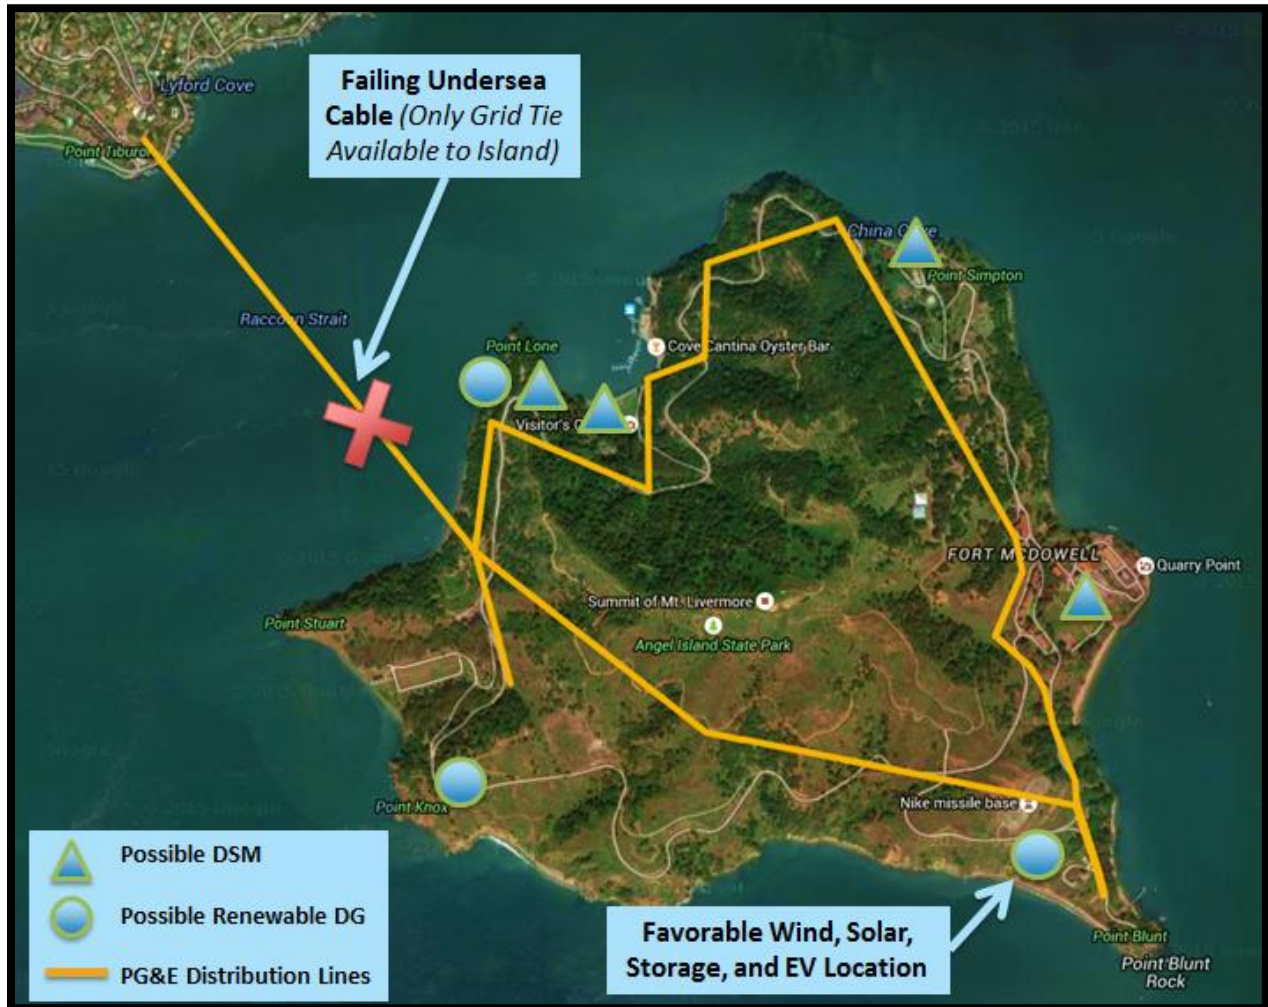 Lyford Cove
Failing Undersea
Cable (Only Grid Tie
Available to Island)
Point Tiburo
China C ve
Point Simpton
Raccoon Strait
Point Lone
Cove Cantina Oyster Bar
Visitor's C
FORT MCDOWELL
Quarry Point
Summit of Mt. Livermore
Point Stuart
Angel Island State Park
Nike missile base
Point Knox
Possible DSM
Possible Renewable DG
PG&E Distribution Lines
Favorable Wind, Solar,
Storage, and EV Location
Point Blunt
Point Blunt
Rock